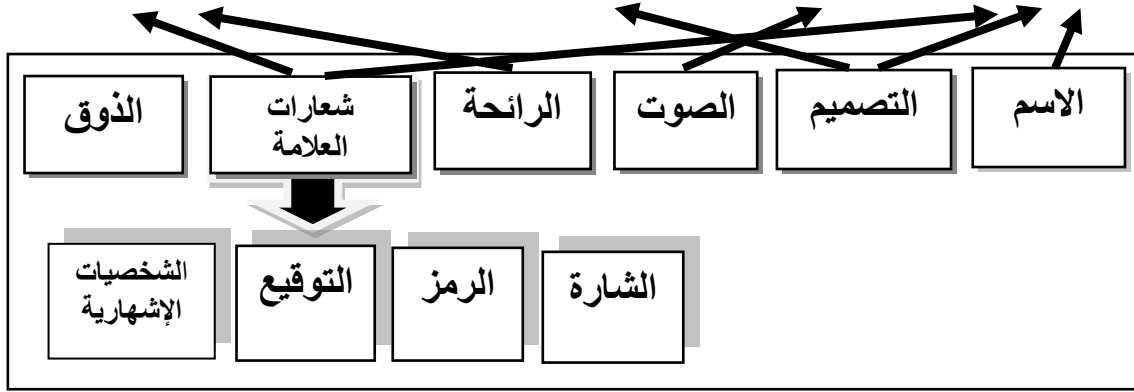 الاسم
التصميم
الصوت
الرائحة
شعارات
العلامة
الذوق
الشارة
الرمز
التوقيع
الشخصيات
الإشهارية